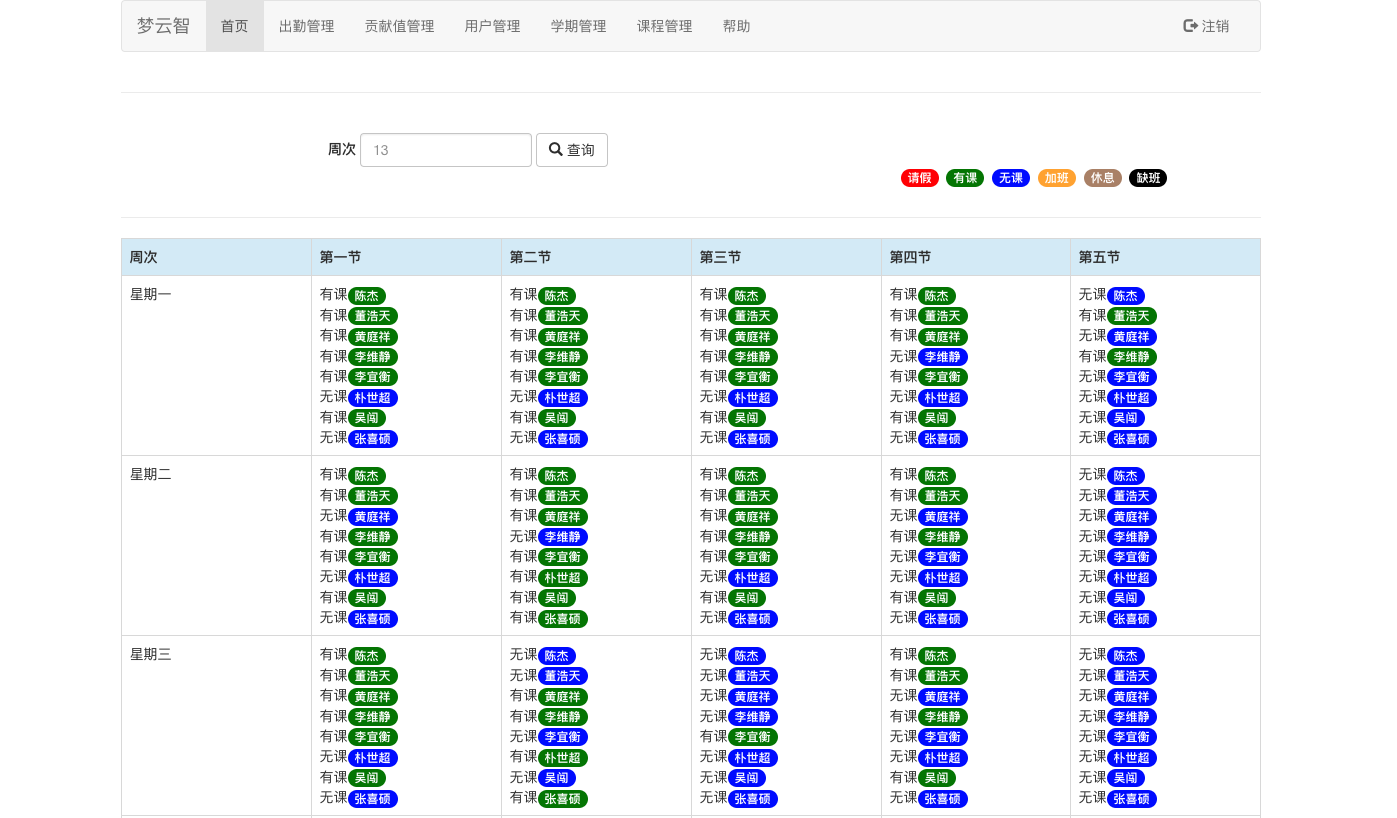 梦云智 首页 出勤管理 贡献值管理 用户管理 学期管理 课程管理 帮助 注销
周次 13 查询
请假 有课 无课 加班 休息 缺班
周次 第一节 第二节 第三节 第四节 第五节
星期一 有课 陈杰 有课 陈杰 有课 陈杰 有课 陈杰 无课 陈杰
有课 董浩天 有课 董浩天 有课 董浩天 有课 董浩天 有课 董浩天
有课 黄庭祥 有课 黄庭祥 有课 黄庭祥 有课 黄庭祥 无课 黄庭祥
有课 李维静 有课 李维静 有课 李维静 无课 李维静 有课 李维静
有课 李宜衡 有课 李宜衡 有课 李宜衡 有课 李宜衡 无课 李宜衡
无课 朴世超 无课 朴世超 无课 朴世超 无课 朴世超 无课 朴世超
有课 吴闯 有课 吴闯 有课 吴闯 有课 吴闯 无课 吴闯
无课 张喜硕 无课 张喜硕 无课 张喜硕 无课 张喜硕 无课 张喜硕
星期二 有课 陈杰 有课 陈杰 有课 陈杰 有课 陈杰 无课 陈杰
有课 董浩天 有课 董浩天 有课 董浩天 有课 董浩天 无课 董浩天
无课 黄庭祥 有课 黄庭祥 有课 黄庭祥 无课 黄庭祥 无课 黄庭祥
有课 李维静 无课 李维静 有课 李维静 有课 李维静 无课 李维静
有课 李宜衡 有课 李宜衡 有课 李宜衡 无课 李宜衡 无课 李宜衡
无课 朴世超 有课 朴世超 无课 朴世超 无课 朴世超 无课 朴世超
有课 吴闯 有课 吴闯 有课 吴闯 有课 吴闯 无课 吴闯
无课 张喜硕 有课 张喜硕 无课 张喜硕 无课 张喜硕 无课 张喜硕
星期三 有课 陈杰 无课 陈杰 无课 陈杰 有课 陈杰 无课 陈杰
有课 董浩天 无课 董浩天 无课 董浩天 有课 董浩天 无课 董浩天
有课 黄庭祥 有课 黄庭祥 无课 黄庭祥 无课 黄庭祥 无课 黄庭祥
有课 李维静 有课 李维静 无课 李维静 有课 李维静 无课 李维静
有课 李宜衡 无课 李宜衡 有课 李宜衡 无课 李宜衡 无课 李宜衡
无课 朴世超 有课 朴世超 无课 朴世超 无课 朴世超 无课 朴世超
有课 吴闯 无课 吴闯 无课 吴闯 有课 吴闯 无课 吴闯
无课 张喜硕 有课 张喜硕 无课 张喜硕 无课 张喜硕 无课 张喜硕